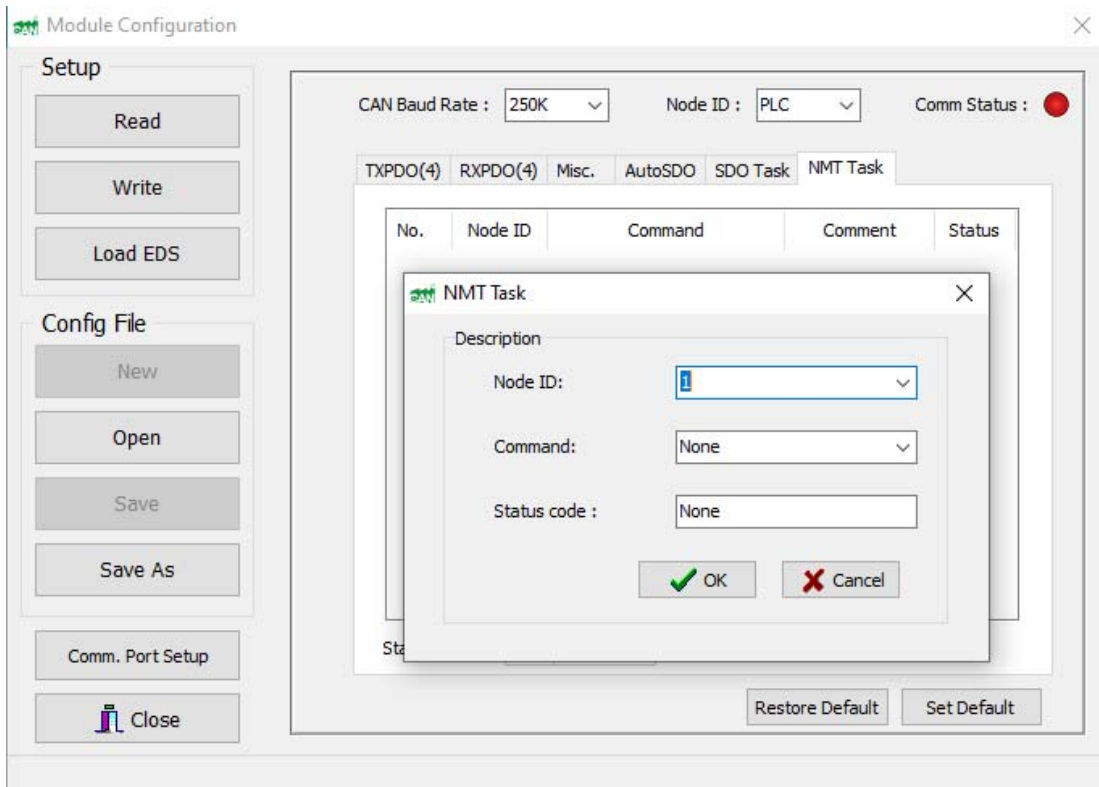 CAN Module Configuration
Setup
Read
Write
Load EDS
Config File
New
Open
Save
Save As
Comm. Port Setup
Close
CAN Baud Rate : 250K Node ID : PLC Comm Status :
TXPDO(4) RXPDO(4) Misc. AutoSDO SDO Task NMT Task
No. Node ID Command Comment Status
CAN NMT Task
Description
Node ID: 1
Command: None
Status code : None
OK Cancel
Restore Default Set Default